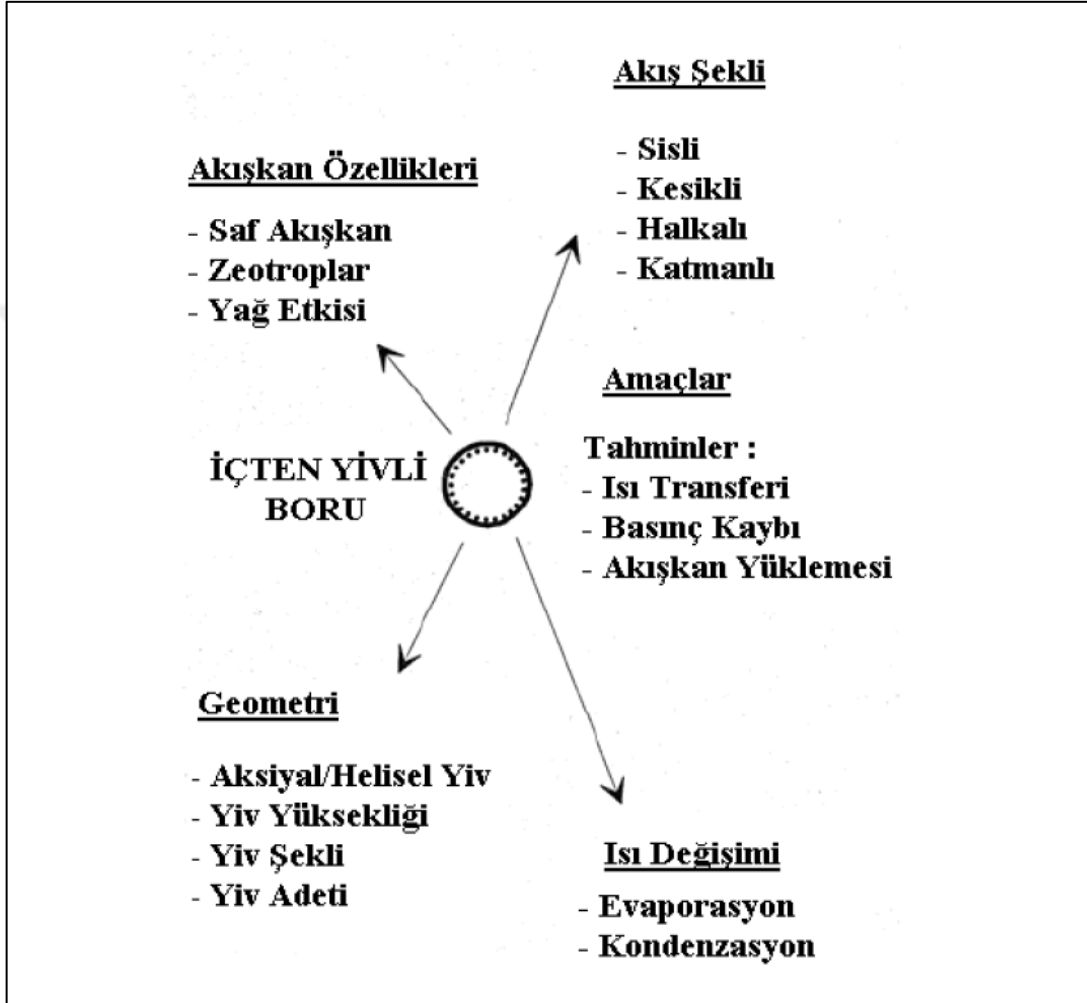 Akış Şekli
- Sisli
- Kesikli
- Halkalı
- Katmanlı
Akışkan Özellikleri
- Saf Akışkan
- Zeotroplar
- Yağ Etkisi
Amaçlar
Tahminler :
- Isı Transferi
- Basınç Kaybı
- Akışkan Yüklemesi
İÇTEN YİVLİ
BORU
Geometri
- Aksiyal/Helisel Yiv
- Yiv Yüksekliği
- Yiv Şekli
- Yiv Adeti
Isı Değişimi
- Evaporasyon
- Kondenzasyon